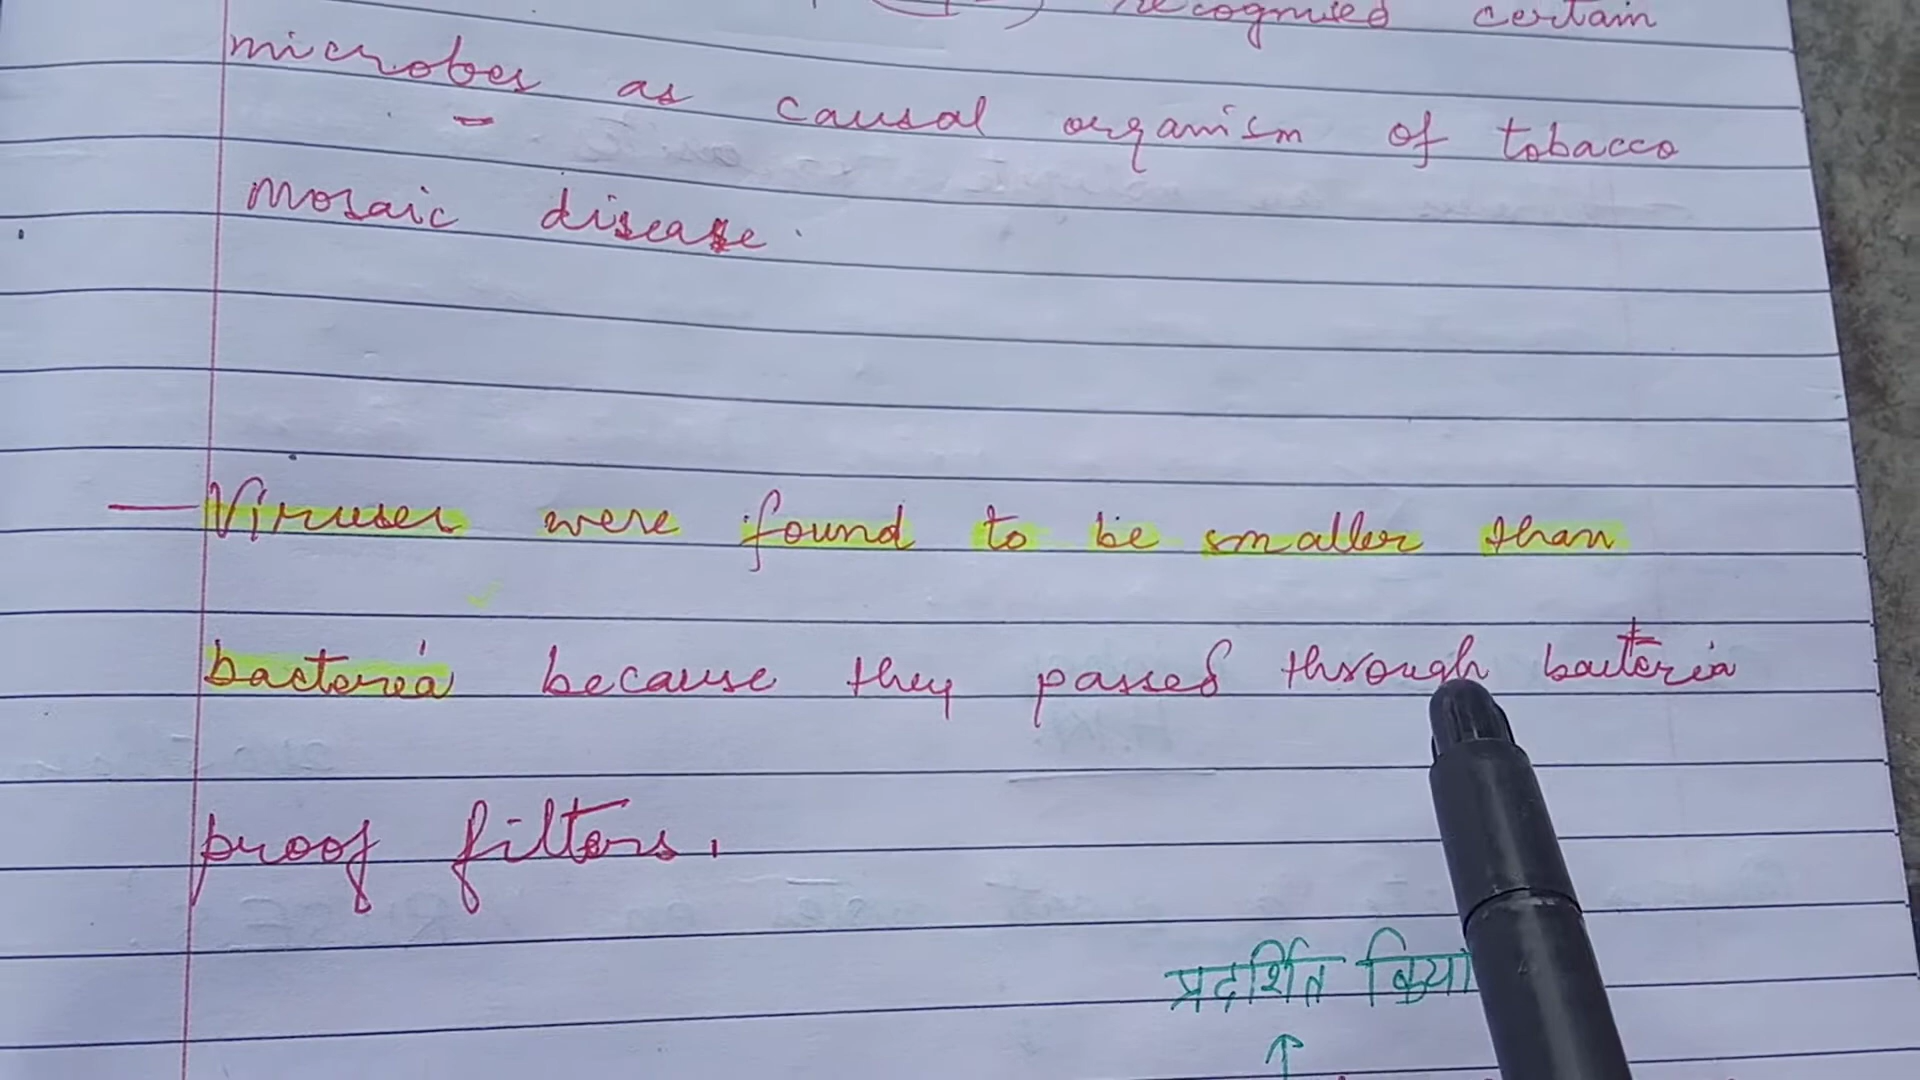 recognised certain
microbes as causal organism of tobacco
mosaic disease.
— Viruses were found to be smaller than
bacteria because they passed through bacteria
proof filters.
प्रदर्शित किया
↑